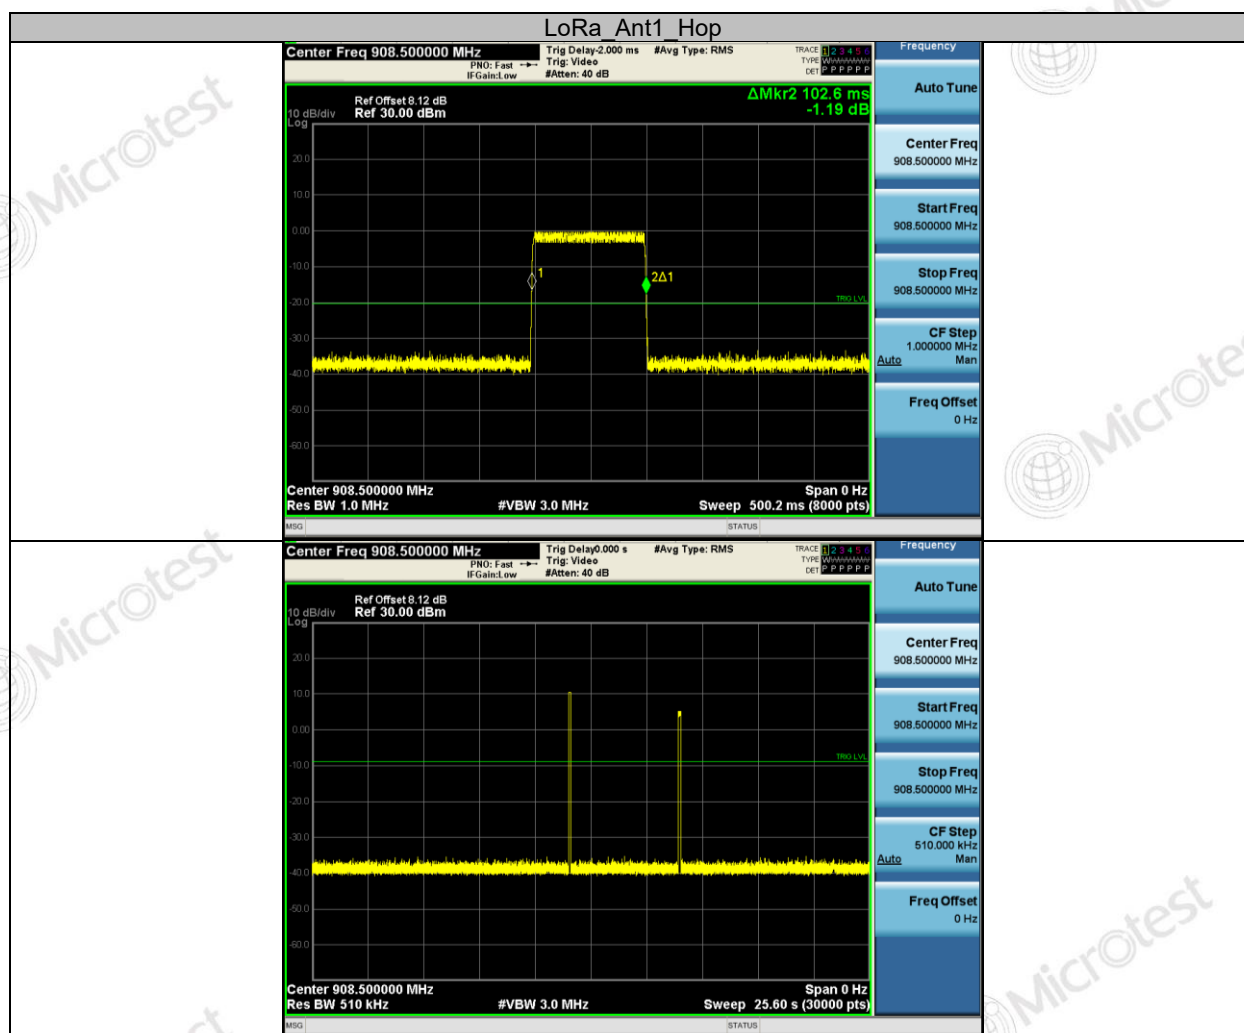 LoRa_Ant1_Hop
Center Freq 908.500000 MHz
PNO: Fast
IFGain:Low
Trig Delay-2.000 ms
Trig: Video
#Atten: 40 dB
#Avg Type: RMS
TRACE 1 2 3 4 5 6
TYPE W
DET P P P P P P
Frequency
Auto Tune
Center Freq
908.500000 MHz
Start Freq
908.500000 MHz
Stop Freq
908.500000 MHz
CF Step
1.000000 MHz
Auto Man
Freq Offset
0 Hz
ΔMkr2 102.6 ms
-1.19 dB
Ref Offset 8.12 dB
10 dB/div Ref 30.00 dBm
Log
20.0
10.0
0.00
-10.0
-20.0
-30.0
-40.0
-50.0
-60.0
1
2Δ1
TRIG LVL
Center 908.500000 MHz Span 0 Hz
Res BW 1.0 MHz #VBW 3.0 MHz Sweep 500.2 ms (8000 pts)
MSG STATUS
Center Freq 908.500000 MHz
PNO: Fast
IFGain:Low
Trig Delay0.000 s
Trig: Video
#Atten: 40 dB
#Avg Type: RMS
TRACE 1 2 3 4 5 6
TYPE W
DET P P P P P P
Frequency
Auto Tune
Center Freq
908.500000 MHz
Start Freq
908.500000 MHz
Stop Freq
908.500000 MHz
CF Step
510.000 kHz
Auto Man
Freq Offset
0 Hz
Ref Offset 8.12 dB
10 dB/div Ref 30.00 dBm
Log
20.0
10.0
0.00
-10.0
-20.0
-30.0
-40.0
-50.0
-60.0
TRIG LVL
Center 908.500000 MHz Span 0 Hz
Res BW 510 kHz #VBW 3.0 MHz Sweep 25.60 s (30000 pts)
MSG STATUS
Microtest
Microtest
Microtest
Microtest